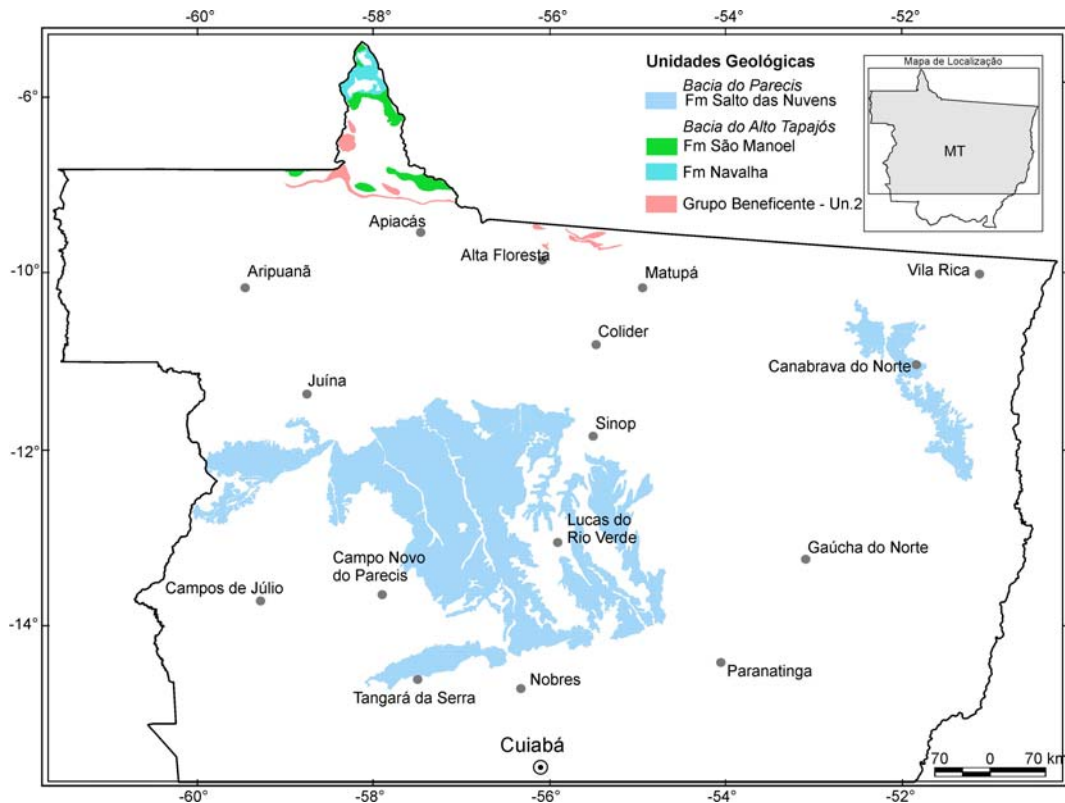 -60°
-58°
-56°
-54°
-52°
Unidades Geológicas
Bacia do Parecis
Fm Salto das Nuvens
Bacia do Alto Tapajós
Fm São Manoel
Fm Navalha
Grupo Beneficente - Un.2
Mapa de Localização
MT
-6°
-8°
-10°
-12°
-14°
Apiacás
Alta Floresta
Aripuanã
Matupá
Vila Rica
Colider
Canabrava do Norte
Juína
Sinop
Lucas do
Rio Verde
Campo Novo
do Parecis
Gaúcha do Norte
Campos de Júlio
Tangará da Serra
Nobres
Paranatinga
Cuiabá
70 0 70 km
-60
-58
-56
-54
-52